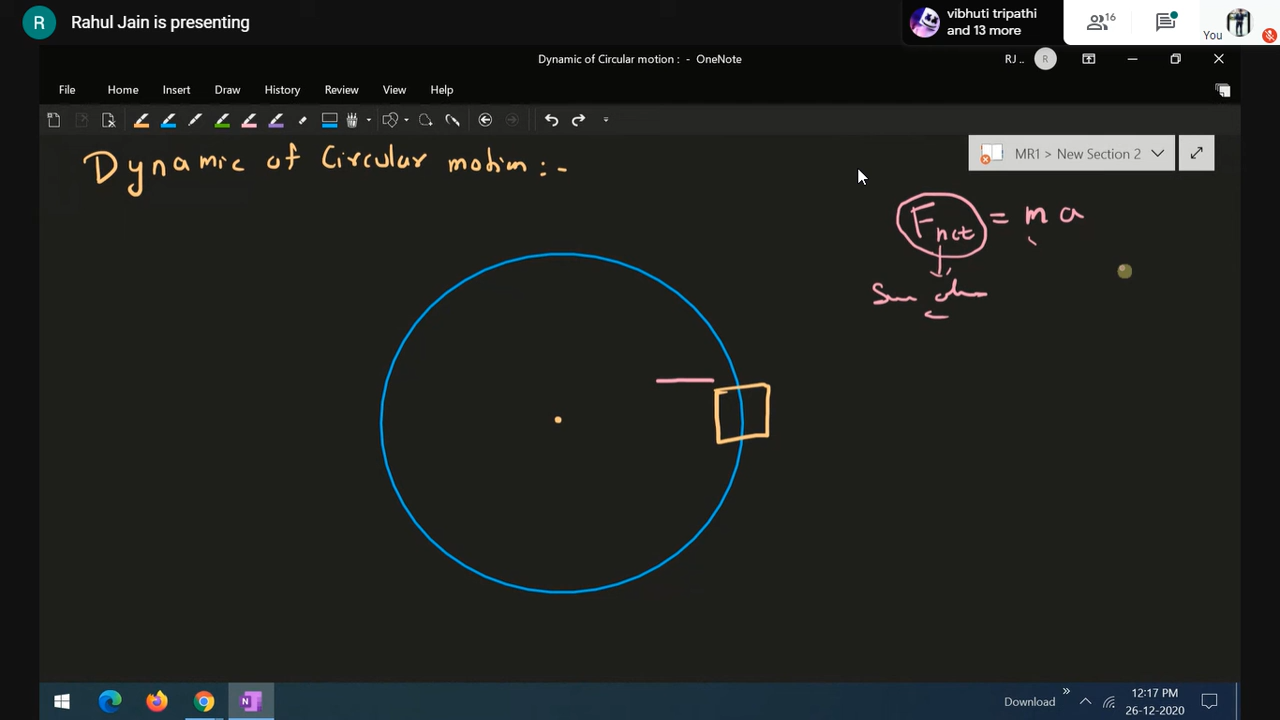 R Rahul Jain is presenting
vibhuti tripathi
and 13 more
16
You
Dynamic of Circular motion : - OneNote
RJ ..
R
File Home Insert Draw History Review View Help
MR1 > New Section 2
Dynamic of Circular motion : -
Fnet = m a
N
Download
12:17 PM
26-12-2020